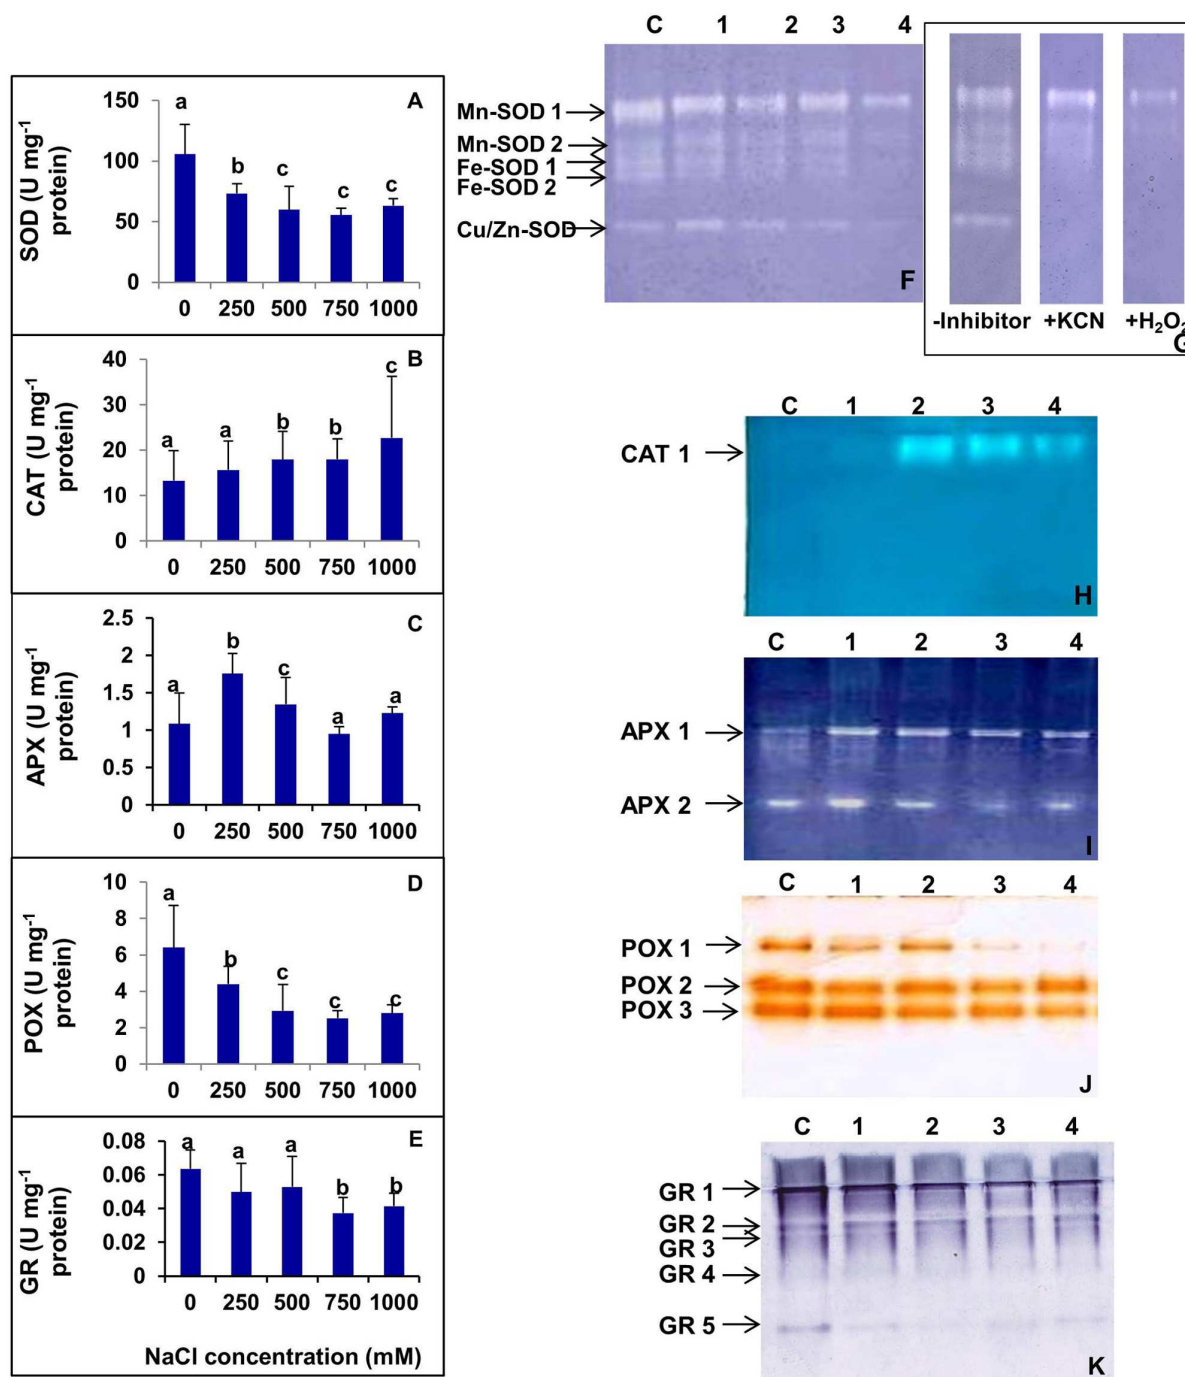 A
SOD (U mg-1
protein)
150
100
50
0
a
b
c
c
c
0 250 500 750 1000
B
CAT (U mg-1
protein)
40
30
20
10
0
a
a
b
b
c
0 250 500 750 1000
C
APX (U mg-1
protein)
2.5
2
1.5
1
0.5
0
a
b
c
a
a
0 250 500 750 1000
D
POX (U mg-1
protein)
10
8
6
4
2
0
a
b
c
c
c
0 250 500 750 1000
E
GR (U mg-1
protein)
0.08
0.06
0.04
0.02
0
a
a
a
b
b
0 250 500 750 1000
NaCl concentration (mM)
C 1 2 3 4
Mn-SOD 1
Mn-SOD 2
Fe-SOD 1
Fe-SOD 2
Cu/Zn-SOD
F
-Inhibitor +KCN +H2O2
G
C 1 2 3 4
CAT 1
H
C 1 2 3 4
APX 1
APX 2
I
C 1 2 3 4
POX 1
POX 2
POX 3
J
C 1 2 3 4
GR 1
GR 2
GR 3
GR 4
GR 5
K